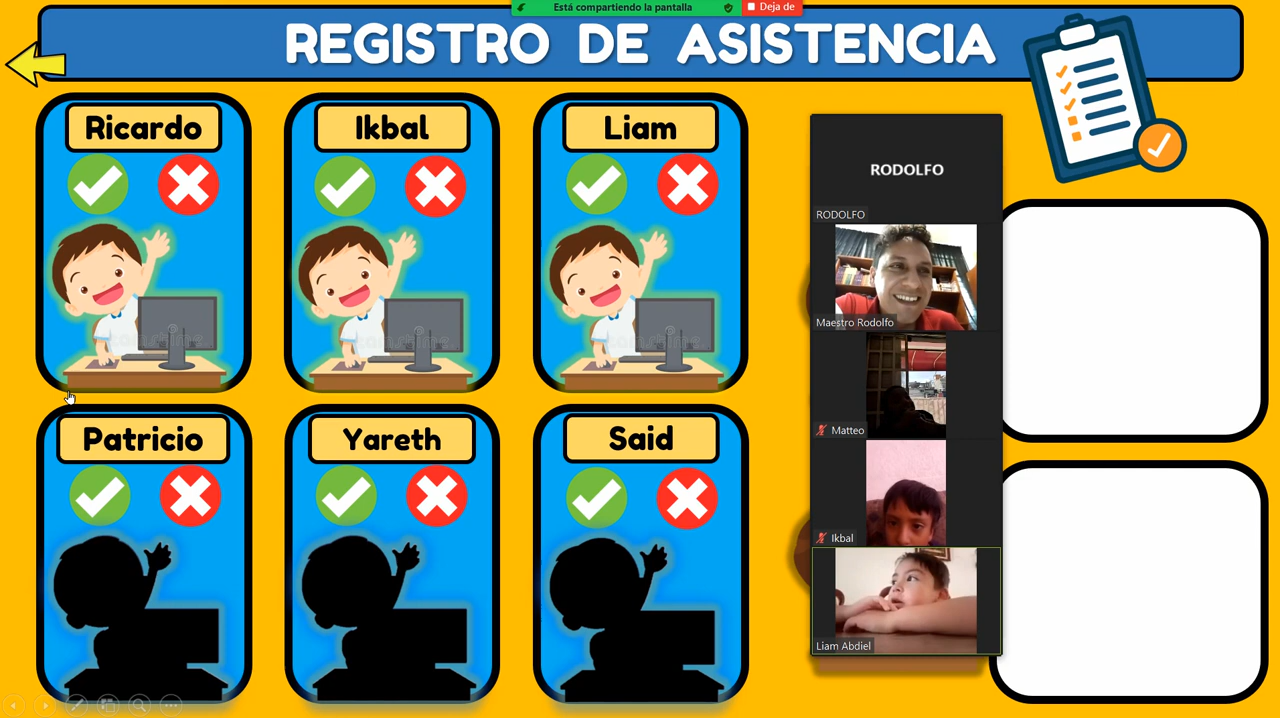 Está compartiendo la pantalla
Deja de
REGISTRO DE ASISTENCIA
Ricardo
Ikbal
Liam
Patricio
Yareth
Said
RODOLFO
RODOLFO
Maestro Rodolfo
Matteo
Ikbal
Liam Abdiel